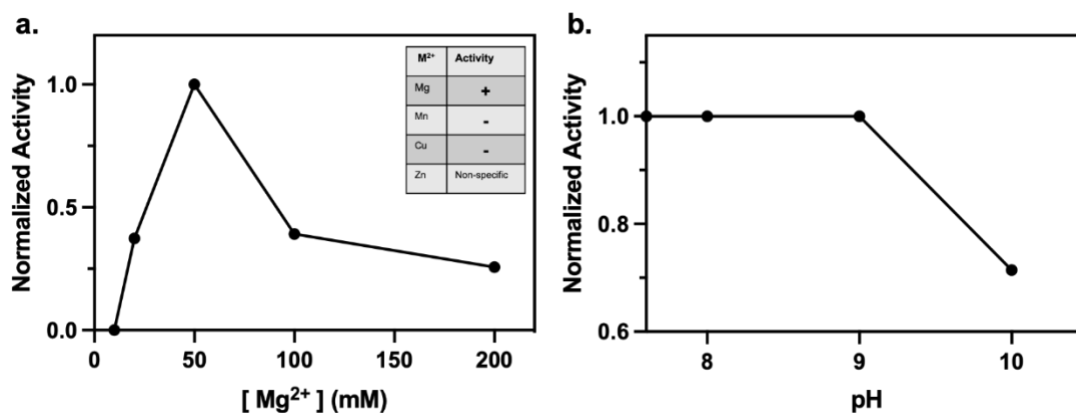 a.
Normalized Activity
1.0
0.5
0.0
0 50 100 150 200
[ Mg²⁺ ] (mM)
M²⁺ Activity
Mg +
Mn -
Cu -
Zn Non-specific
b.
Normalized Activity
1.0
0.8
0.6
8 9 10
pH